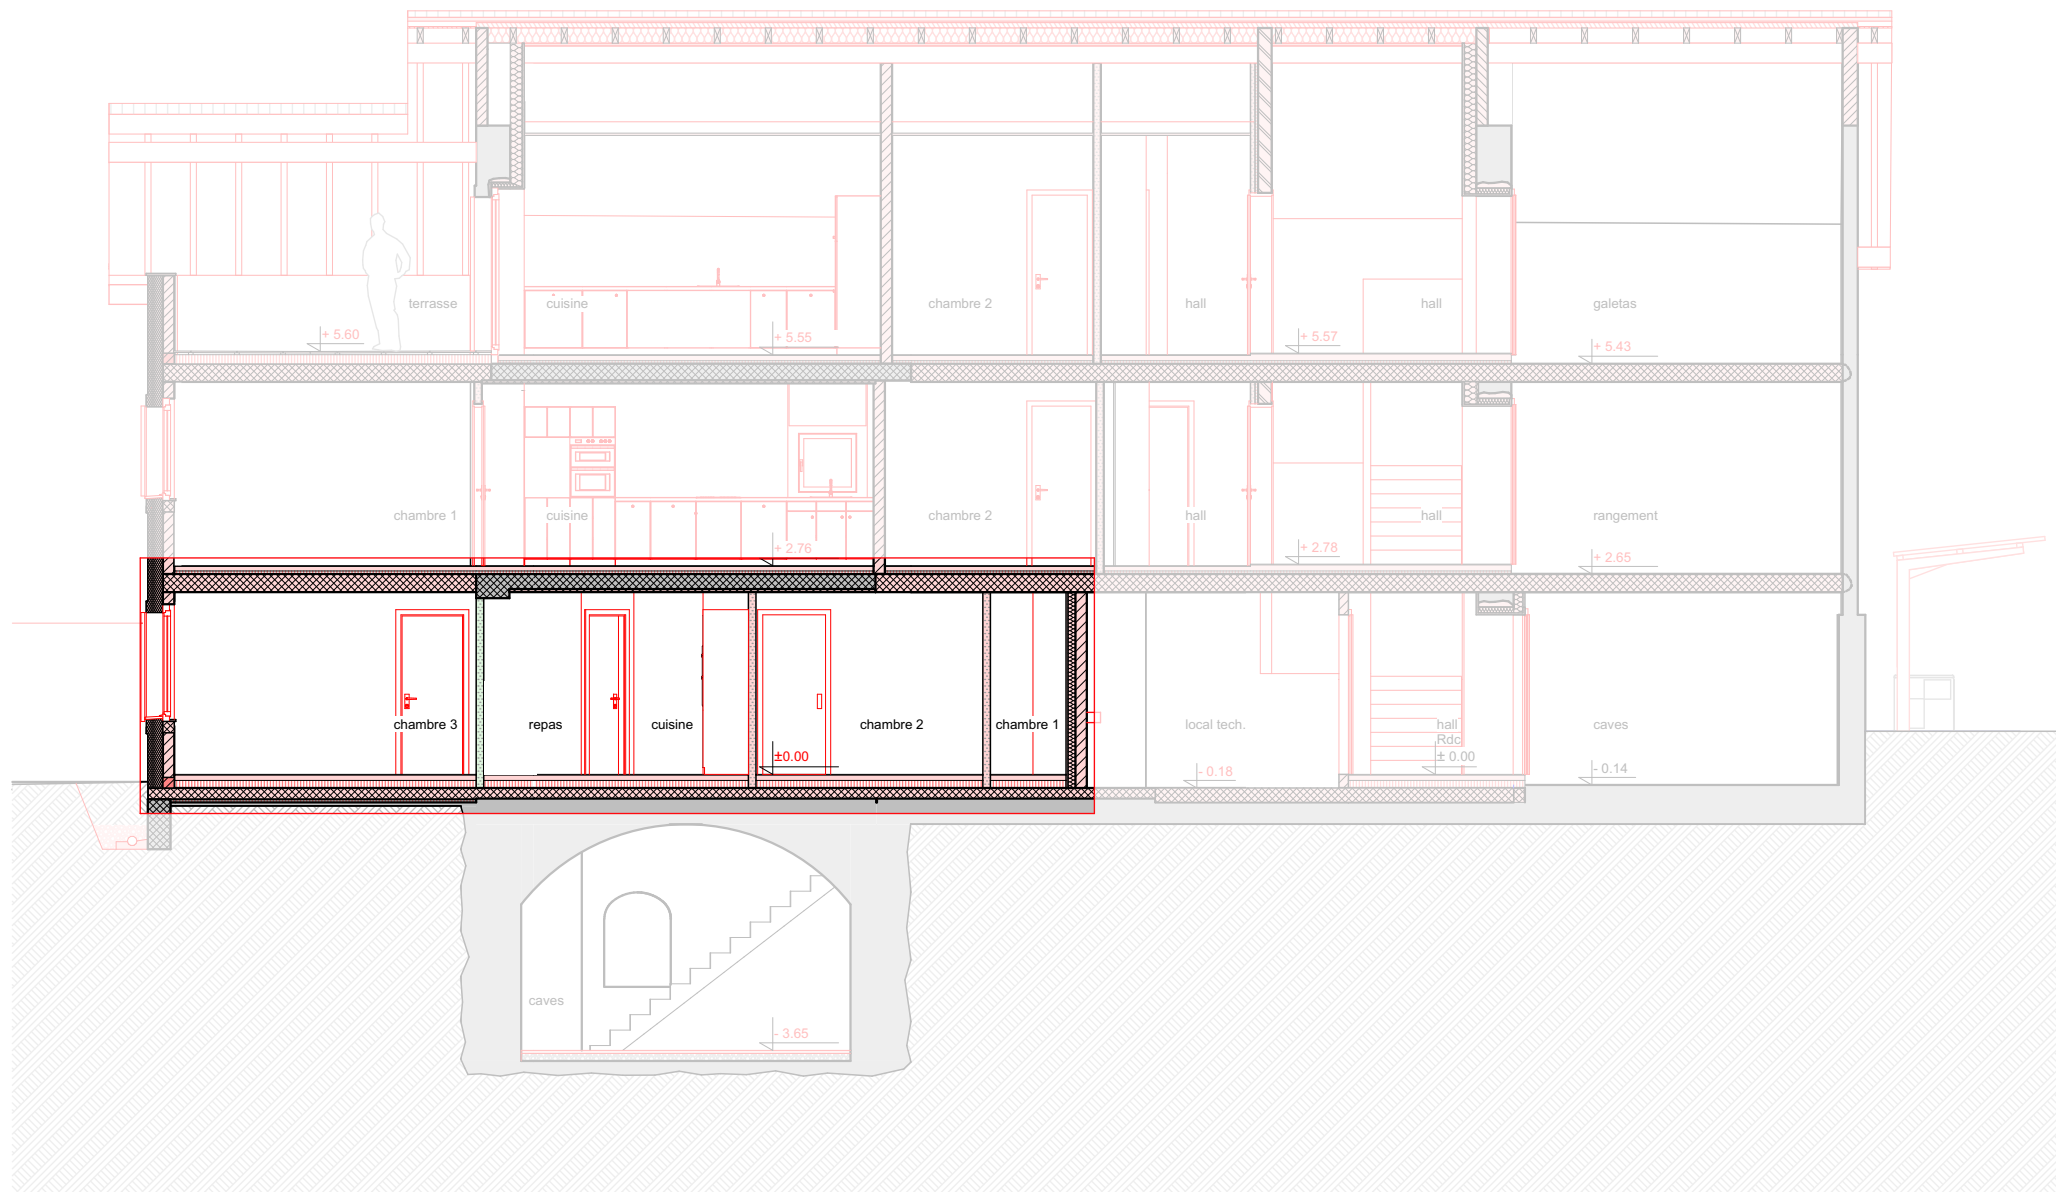 terrasse
cuisine
chambre 2
hall
hall
galetas
+ 5.60
+ 5.55
+ 5.57
+ 5.43
chambre 1
cuisine
chambre 2
hall
hall
rangement
+ 2.76
+ 2.78
+ 2.65
chambre 3
repas
cuisine
chambre 2
chambre 1
local tech.
hall
Rdc
caves
±0.00
± 0.00
- 0.18
- 0.14
caves
- 3.65